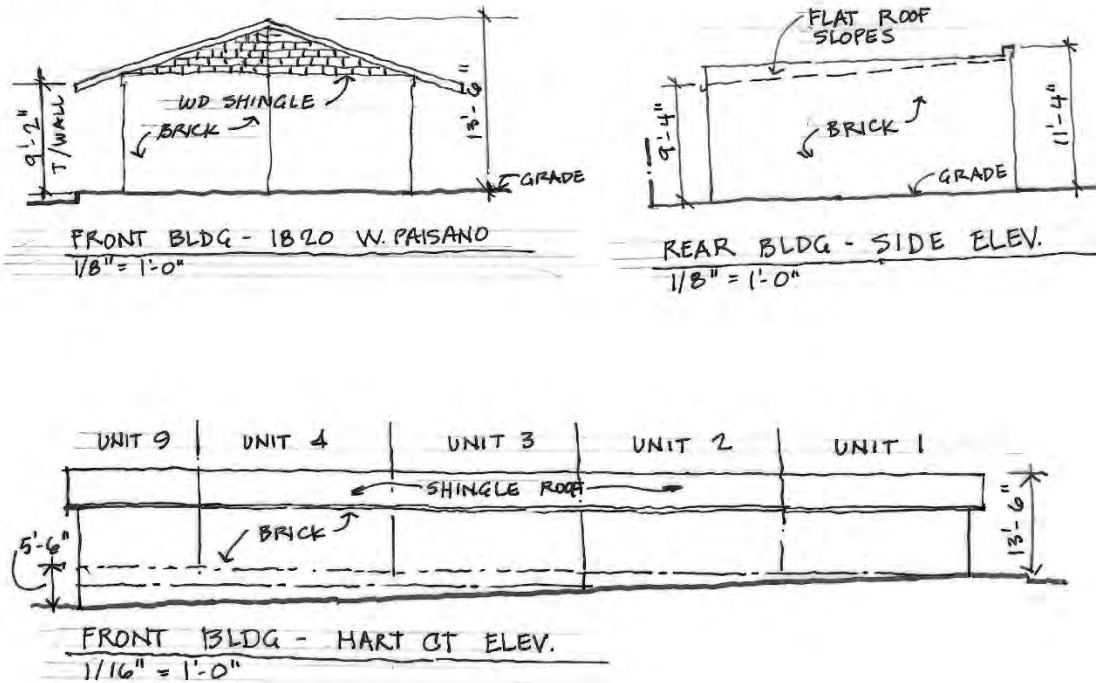 FLAT ROOF
SLOPES
WD SHINGLE
BRICK
9'-2"
T/WALL
13'-6"
GRADE
FRONT BLDG - 1820 W. PAISANO
1/8" = 1'-0"
9'-4"
BRICK
11'-4"
GRADE
REAR BLDG - SIDE ELEV.
1/8" = 1'-0"
UNIT 9 UNIT 4 UNIT 3 UNIT 2 UNIT 1
SHINGLE ROOF
BRICK
5'-6"
13'-6"
FRONT BLDG - HART CT ELEV.
1/16" = 1'-0"